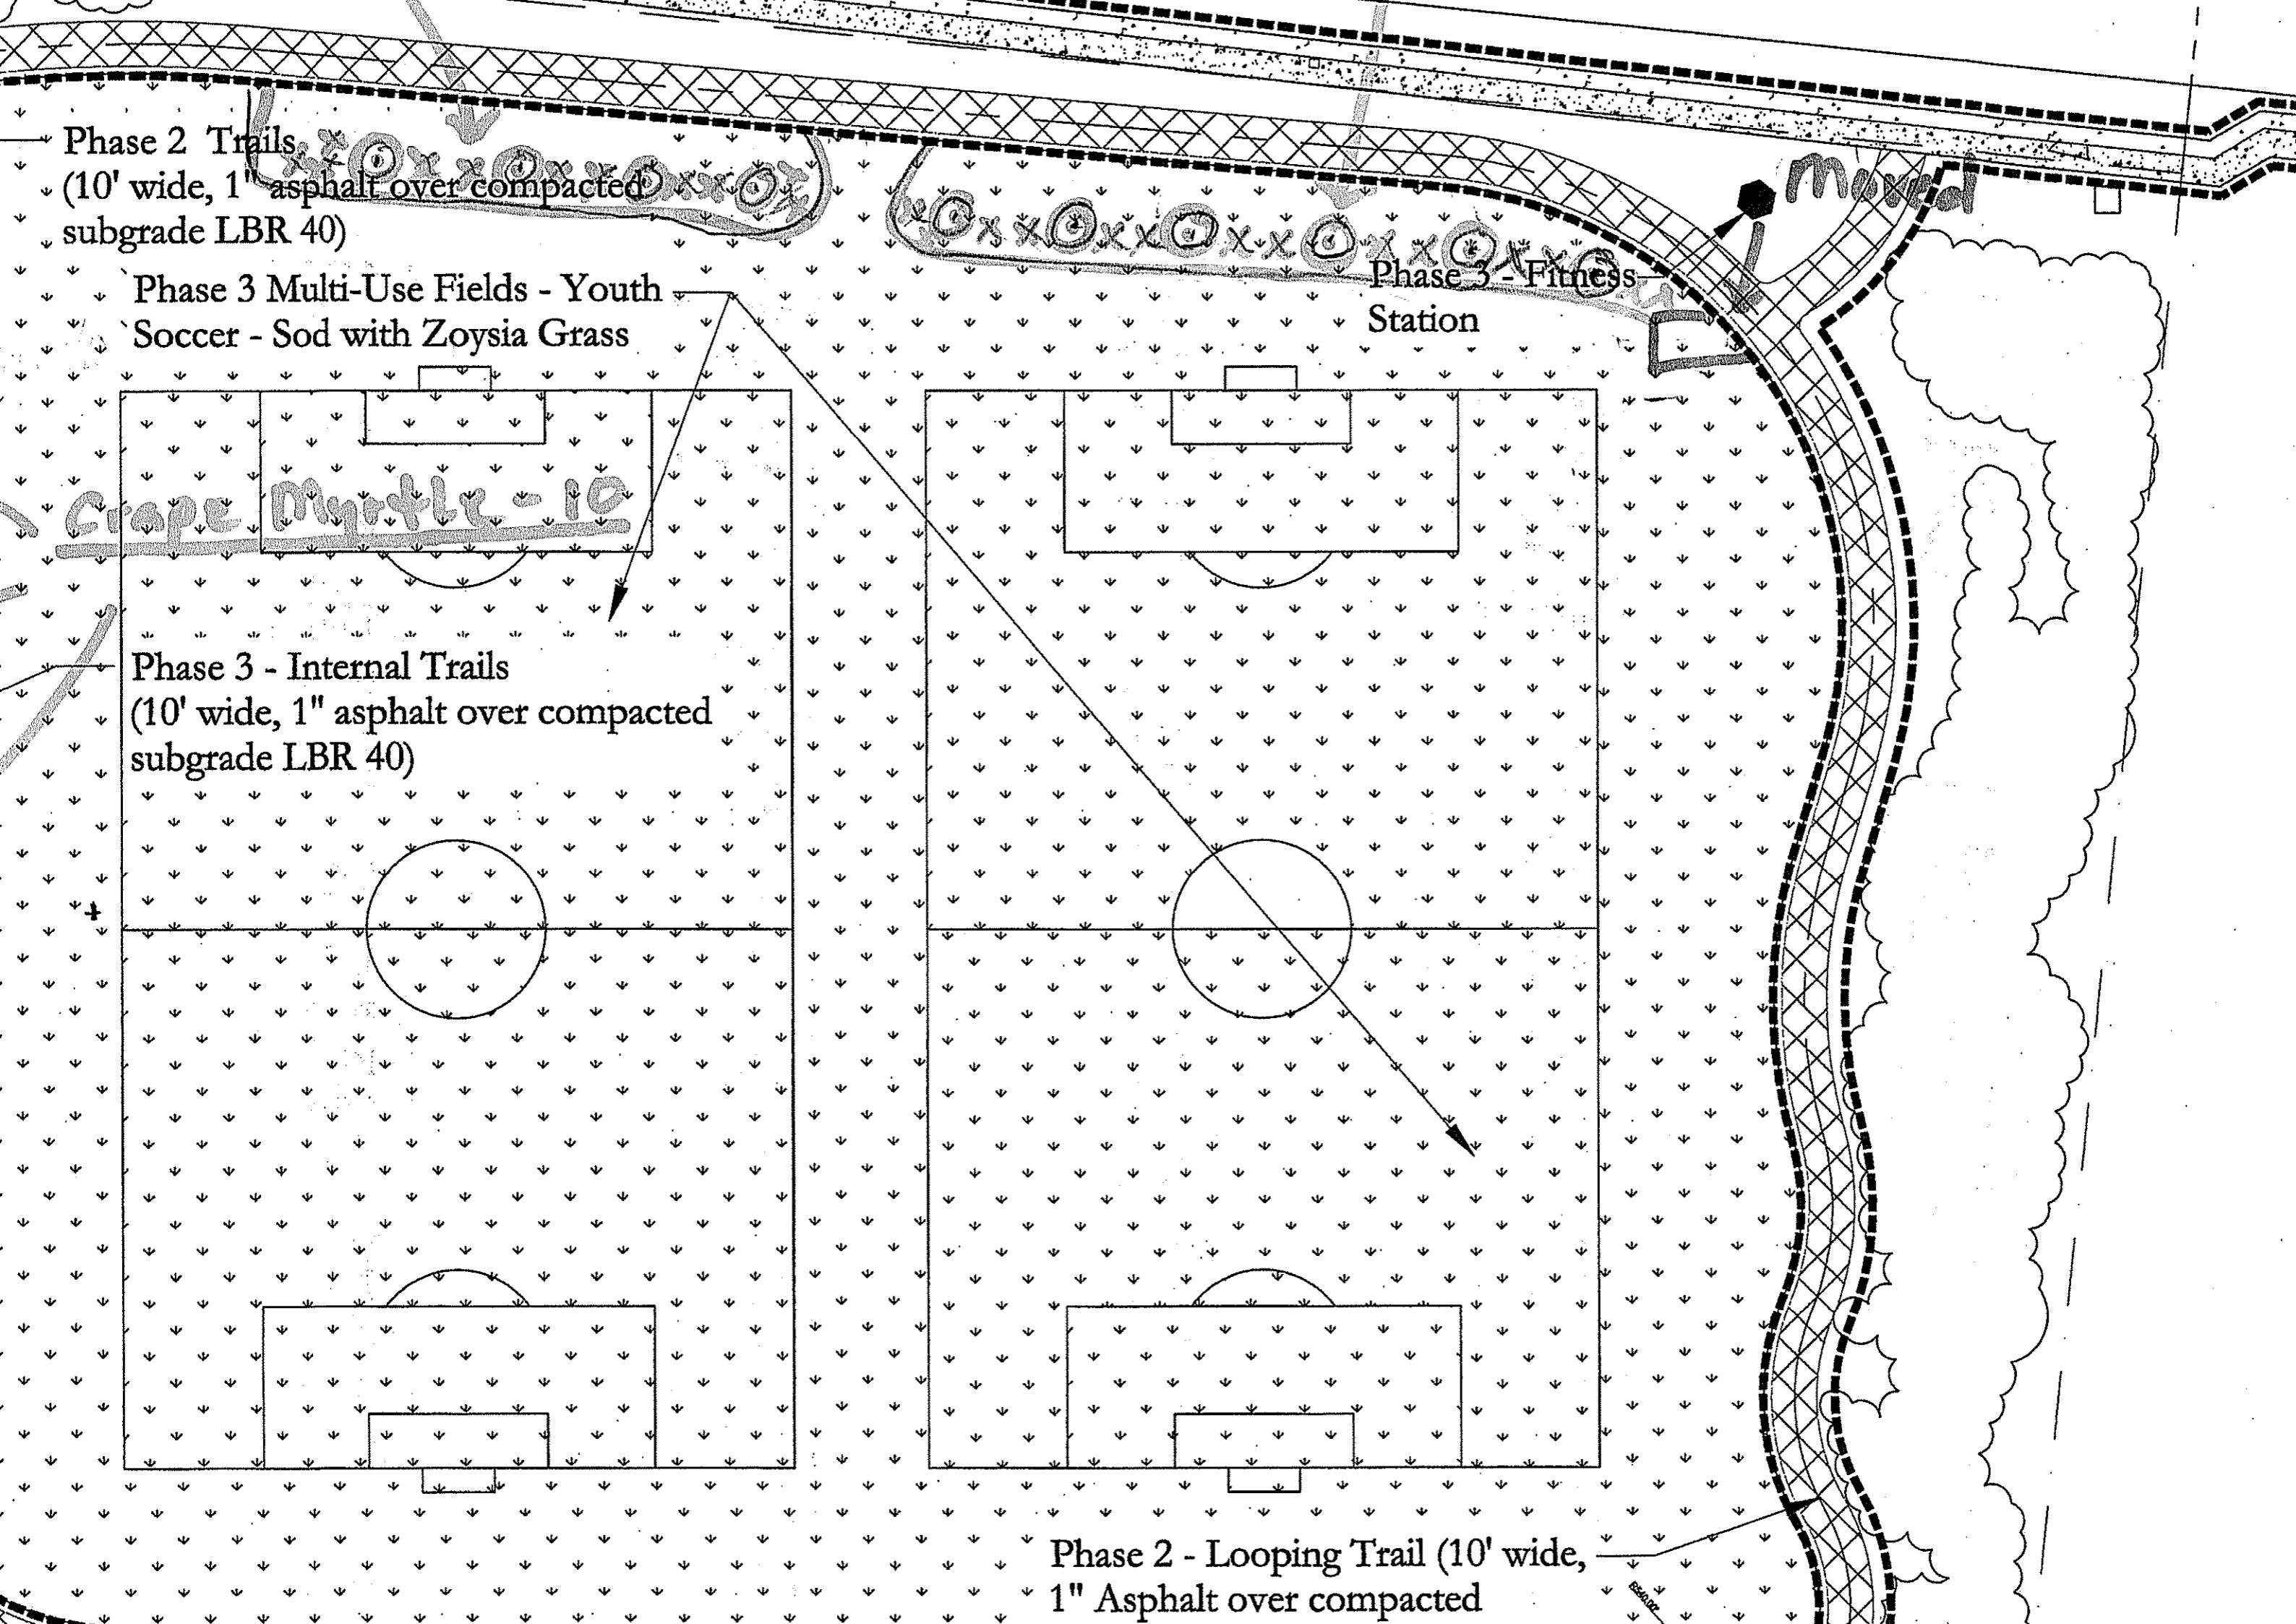 Phase 2 Trails
(10' wide, 1" asphalt over compacted
subgrade LBR 40)
Moved
Phase 3 Multi-Use Fields - Youth
Soccer - Sod with Zoysia Grass
Phase 3 - Fitness
Station
Crape Myrtle - 10
Phase 3 - Internal Trails
(10' wide, 1" asphalt over compacted
subgrade LBR 40)
Phase 2 - Looping Trail (10' wide,
1" Asphalt over compacted